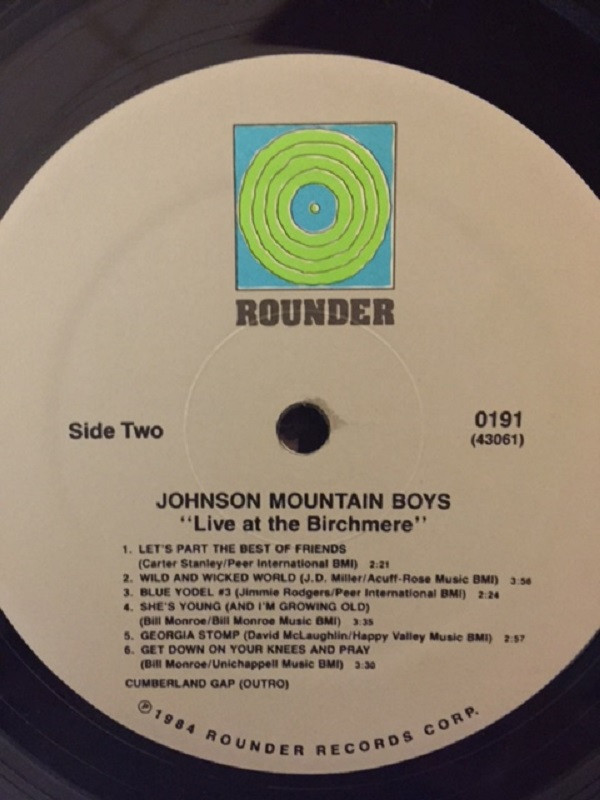 ROUNDER
Side Two
0191
(43061)
JOHNSON MOUNTAIN BOYS
"Live at the Birchmere"
1. LET'S PART THE BEST OF FRIENDS
(Carter Stanley/Peer International BMI) 2:21
2. WILD AND WICKED WORLD (J.D. Miller/Acuff-Rose Music BMI) 3:56
3. BLUE YODEL #3 (Jimmie Rodgers/Peer International BMI) 2:24
4. SHE'S YOUNG (AND I'M GROWING OLD)
(Bill Monroe/Bill Monroe Music BMI) 3:35
5. GEORGIA STOMP (David McLaughlin/Happy Valley Music BMI) 2:57
6. GET DOWN ON YOUR KNEES AND PRAY
(Bill Monroe/Unichappell Music BMI) 3:30
CUMBERLAND GAP (OUTRO)
℗1984 ROUNDER RECORDS CORP.